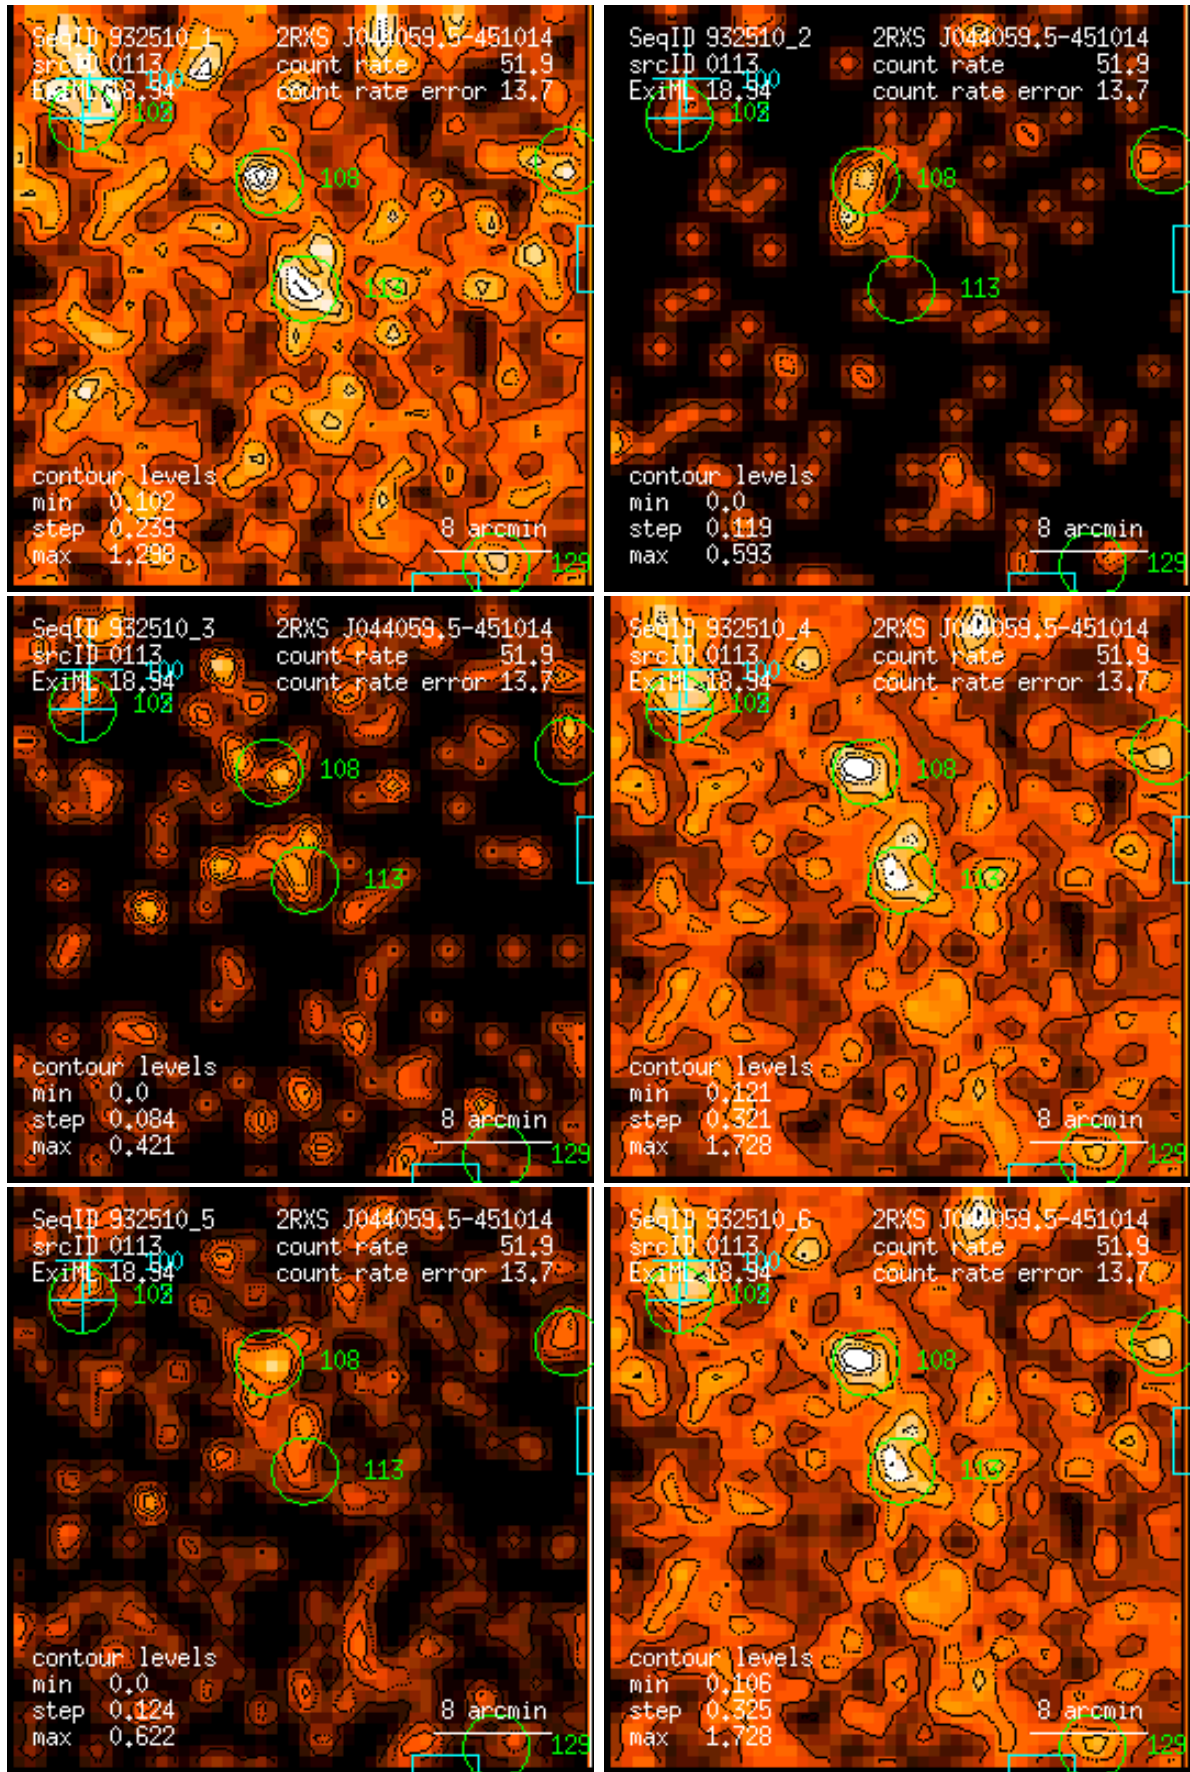 SeqID 932510_1 2RXS J044059.5-451014
srcID 0113 count rate 51.9
ExiML 18.94 count rate error 13.7
100
108
113
contour levels
min 0.102
step 0.239
max 1.298
8 arcmin
129
SeqID 932510_2 2RXS J044059.5-451014
srcID 0113 count rate 51.9
ExiML 18.94 count rate error 13.7
100
108
113
contour levels
min 0.0
step 0.119
max 0.593
8 arcmin
129
SeqID 932510_3 2RXS J044059.5-451014
srcID 0113 count rate 51.9
ExiML 18.94 count rate error 13.7
100
108
113
contour levels
min 0.0
step 0.084
max 0.421
8 arcmin
129
SeqID 932510_4 2RXS J044059.5-451014
srcID 0113 count rate 51.9
ExiML 18.94 count rate error 13.7
100
108
113
contour levels
min 0.121
step 0.321
max 1.728
8 arcmin
129
SeqID 932510_5 2RXS J044059.5-451014
srcID 0113 count rate 51.9
ExiML 18.94 count rate error 13.7
100
108
113
contour levels
min 0.0
step 0.124
max 0.622
8 arcmin
129
SeqID 932510_6 2RXS J044059.5-451014
srcID 0113 count rate 51.9
ExiML 18.94 count rate error 13.7
100
108
113
contour levels
min 0.106
step 0.325
max 1.728
8 arcmin
129